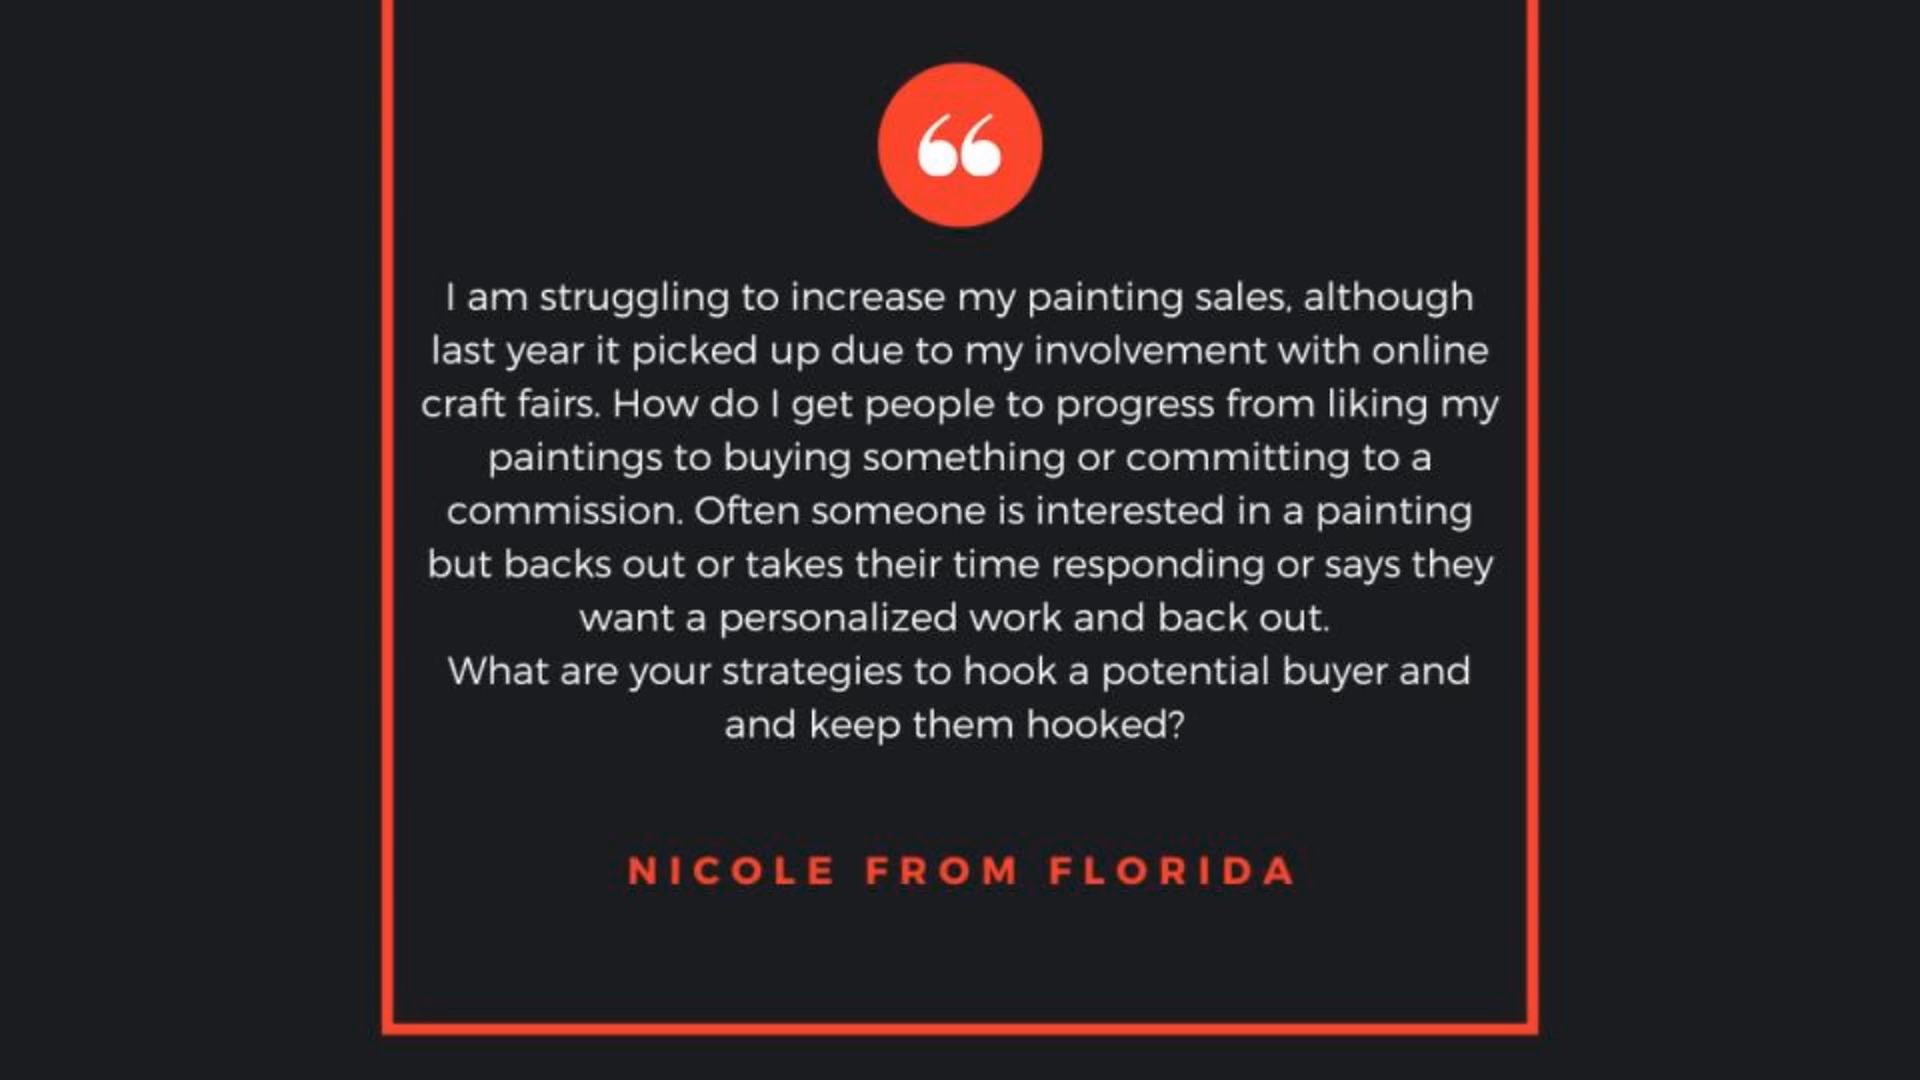 “
I am struggling to increase my painting sales, although
last year it picked up due to my involvement with online
craft fairs. How do I get people to progress from liking my
paintings to buying something or committing to a
commission. Often someone is interested in a painting
but backs out or takes their time responding or says they
want a personalized work and back out.
What are your strategies to hook a potential buyer and
and keep them hooked?
NICOLE FROM FLORIDA